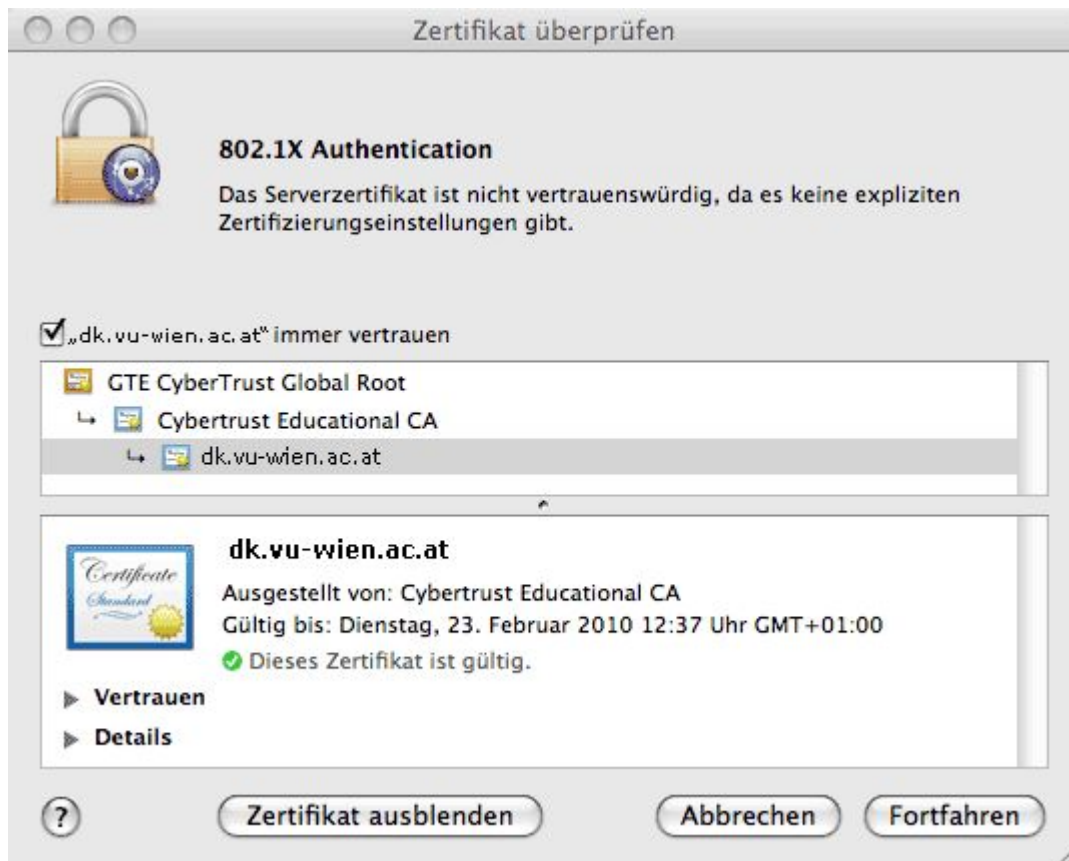 Zertifikat überprüfen
802.1X Authentication
Das Serverzertifikat ist nicht vertrauenswürdig, da es keine expliziten
Zertifizierungseinstellungen gibt.
„dk.vu-wien.ac.at“ immer vertrauen
GTE CyberTrust Global Root
Cybertrust Educational CA
dk.vu-wien.ac.at
Certificate
Standard
dk.vu-wien.ac.at
Ausgestellt von: Cybertrust Educational CA
Gültig bis: Dienstag, 23. Februar 2010 12:37 Uhr GMT+01:00
Dieses Zertifikat ist gültig.
Vertrauen
Details
? Zertifikat ausblenden Abbrechen Fortfahren